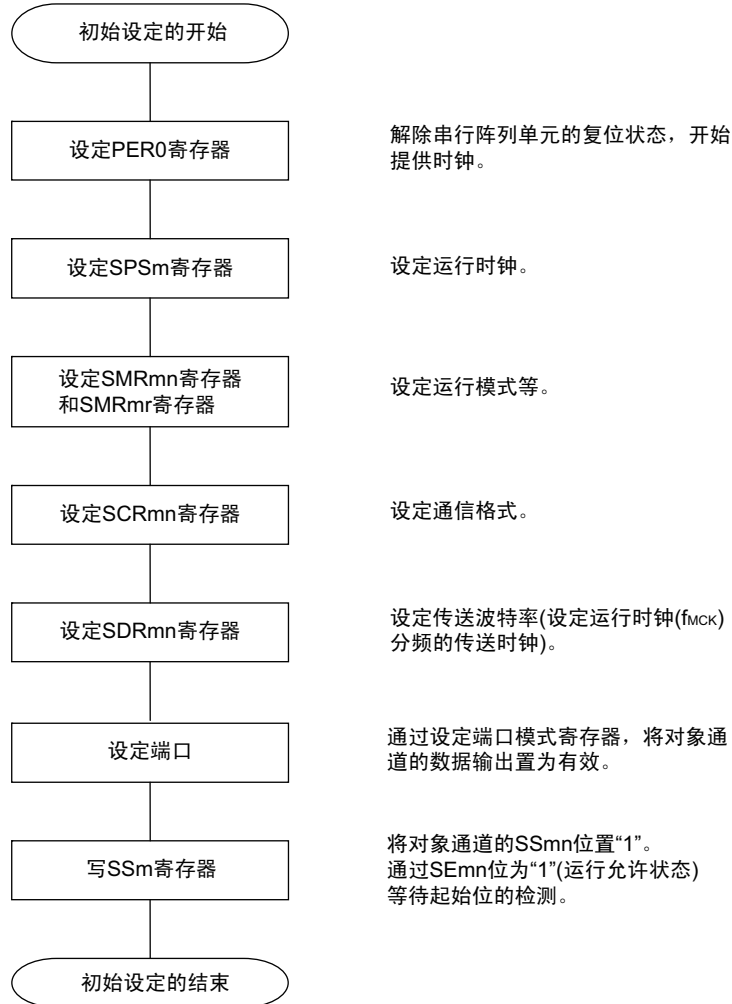 初始设定的开始
设定PER0寄存器
解除串行阵列单元的复位状态，开始
提供时钟。
设定SPSm寄存器
设定运行时钟。
设定SMRmn寄存器
和SMRmr寄存器
设定运行模式等。
设定SCRmn寄存器
设定通信格式。
设定SDRmn寄存器
设定传送波特率(设定运行时钟(fMCK)
分频的传送时钟)。
设定端口
通过设定端口模式寄存器，将对象通
道的数据输出置为有效。
写SSm寄存器
将对象通道的SSmn位置“1”。
通过SEmn位为“1”(运行允许状态)
等待起始位的检测。
初始设定的结束